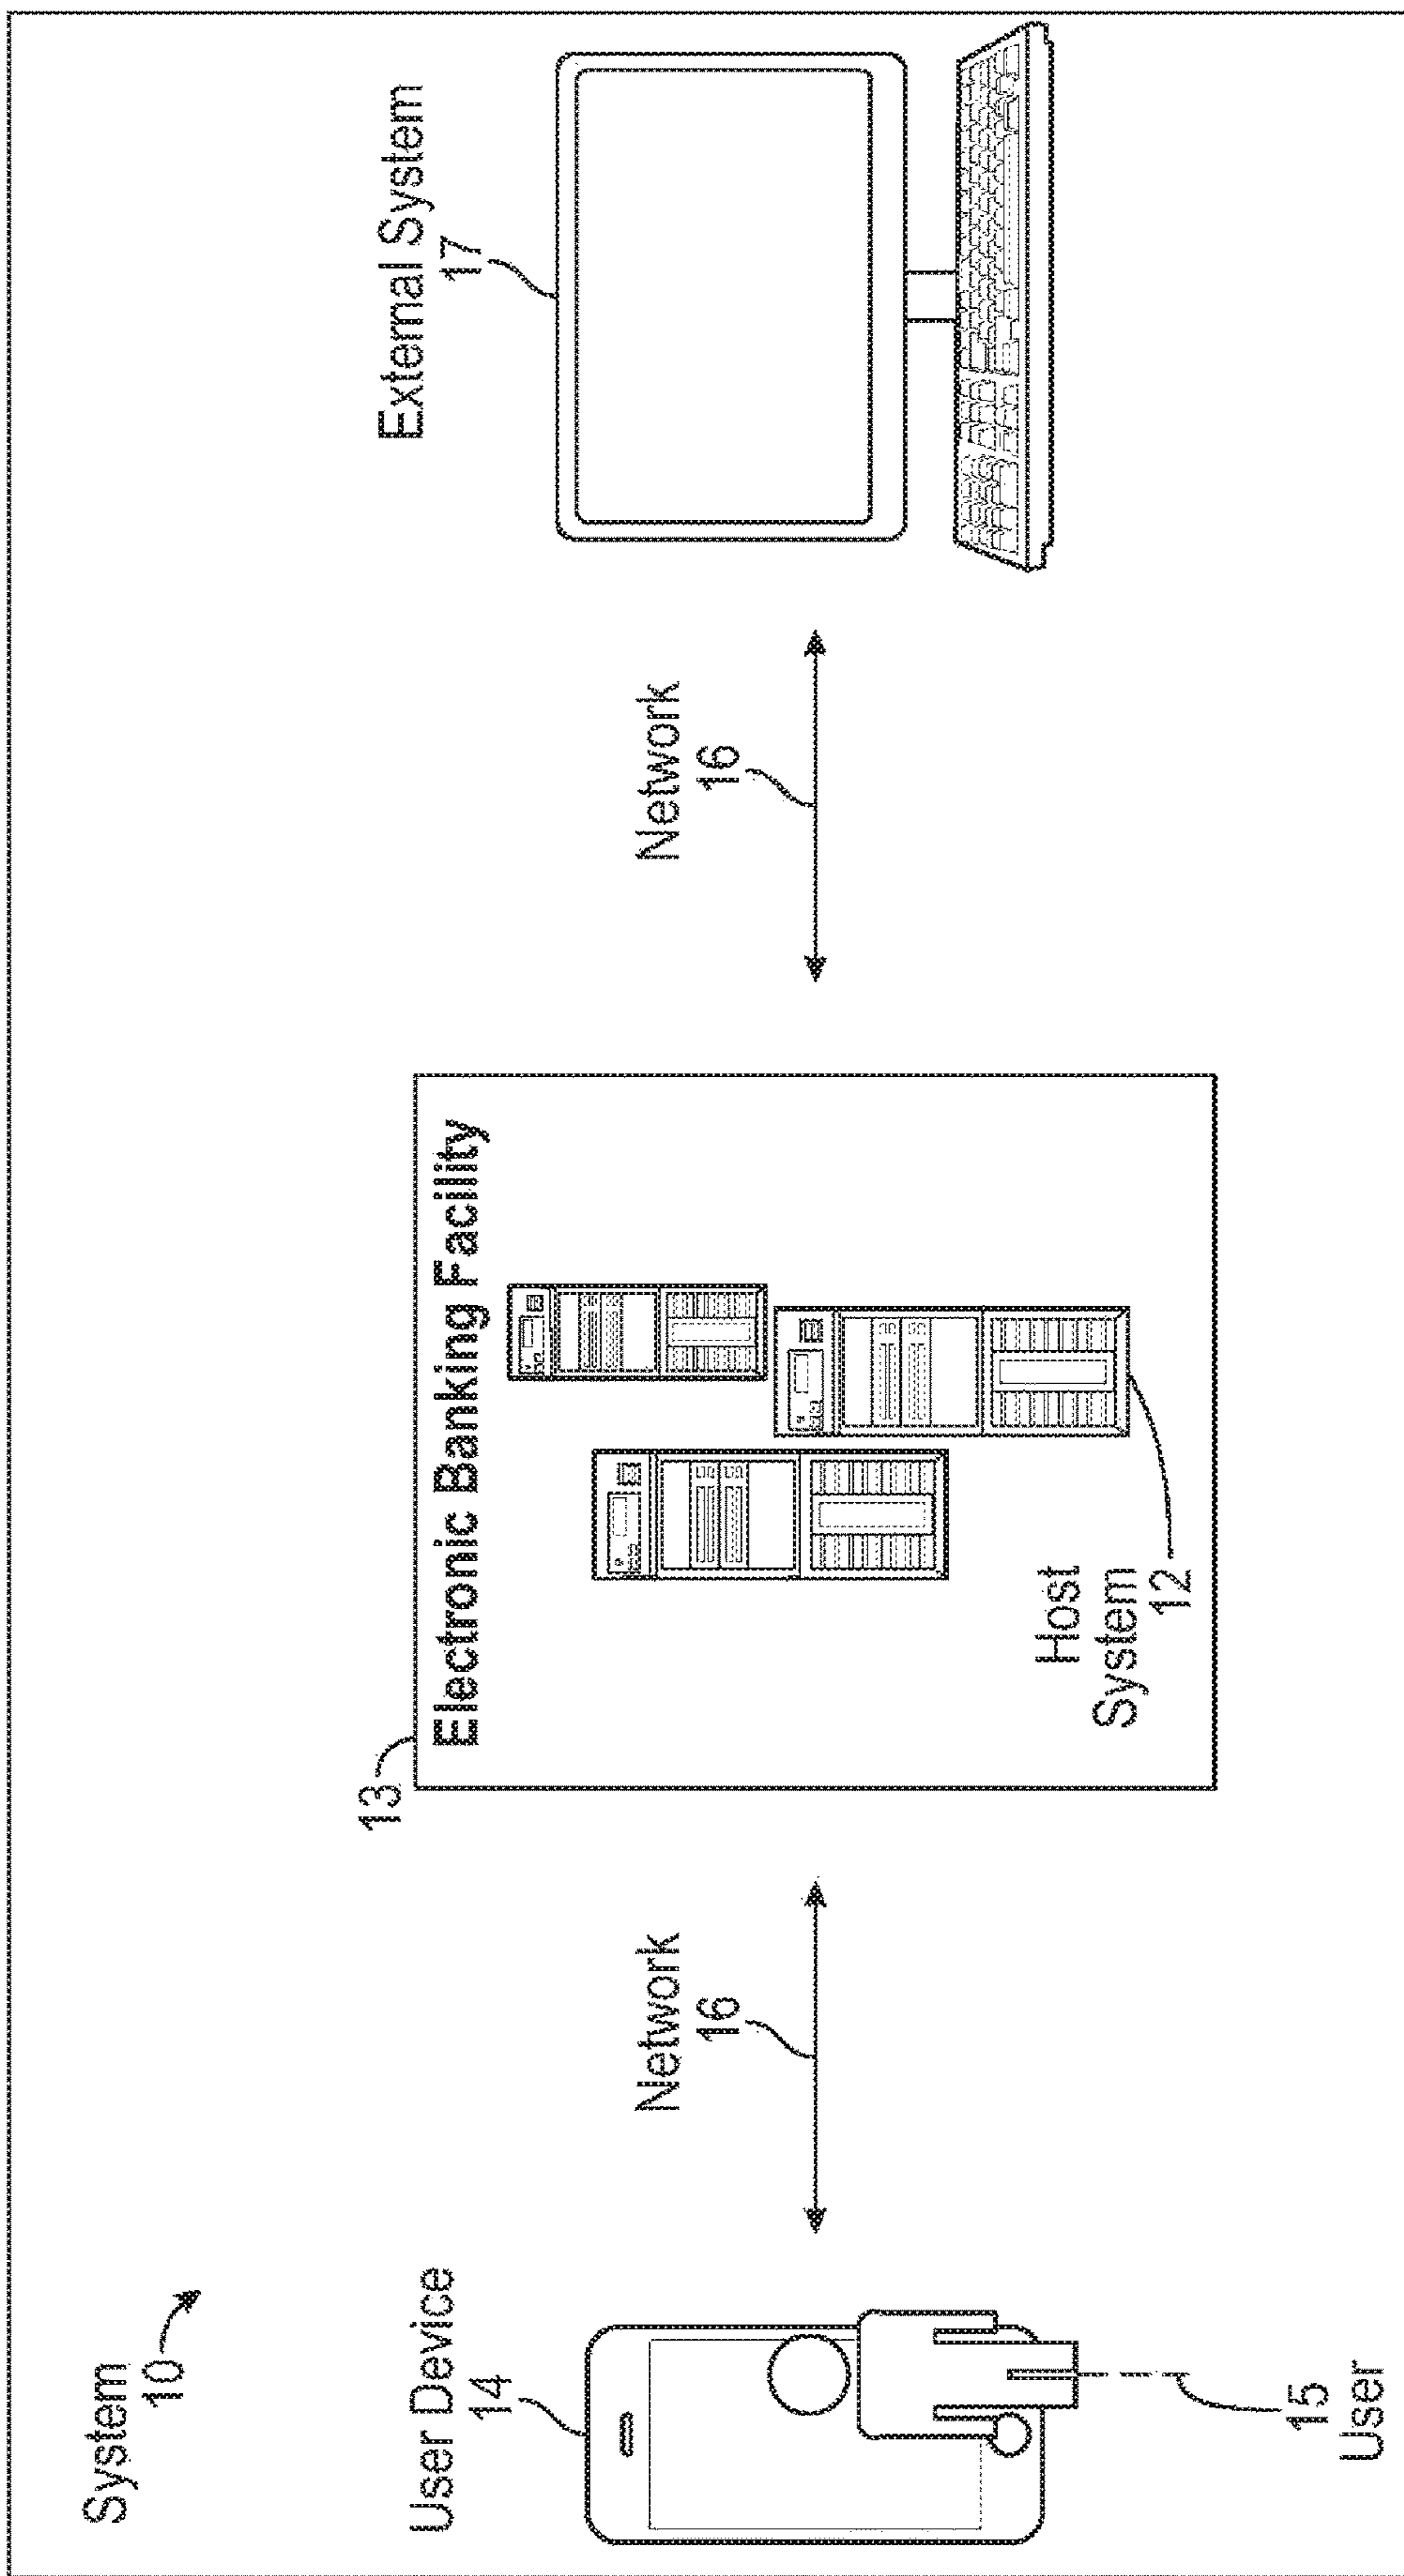 System
10
User Device
14
15
User
Network
16
13
Electronic Banking Facility
Host
System
12
Network
16
External System
17